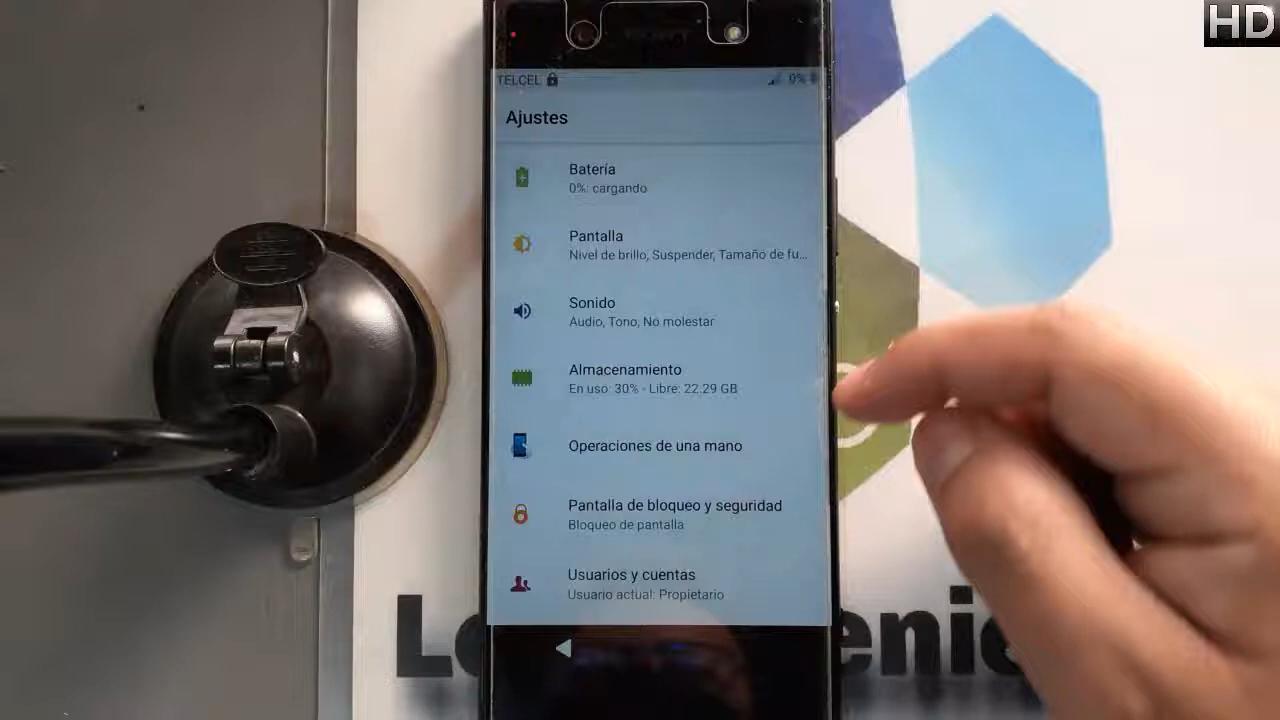 HD
TELCEL
0%
Ajustes
Batería
0%: cargando
Pantalla
Nivel de brillo, Suspender, Tamaño de fu...
Sonido
Audio, Tono, No molestar
Almacenamiento
En uso: 30% - Libre: 22.29 GB
Operaciones de una mano
Pantalla de bloqueo y seguridad
Bloqueo de pantalla
Usuarios y cuentas
Usuario actual: Propietario